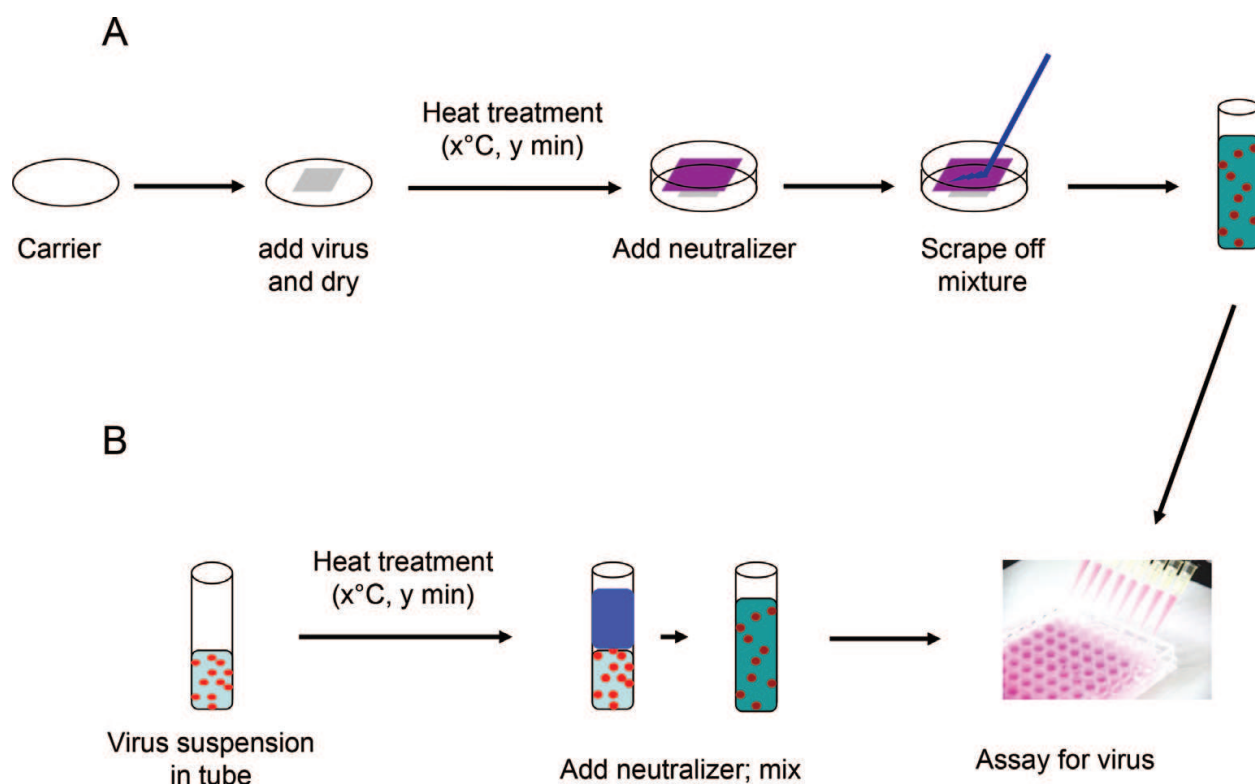 A
Heat treatment
(x°C, y min)
Carrier
add virus
and dry
Add neutralizer
Scrape off
mixture
B
Heat treatment
(x°C, y min)
Virus suspension
in tube
Add neutralizer; mix
Assay for virus